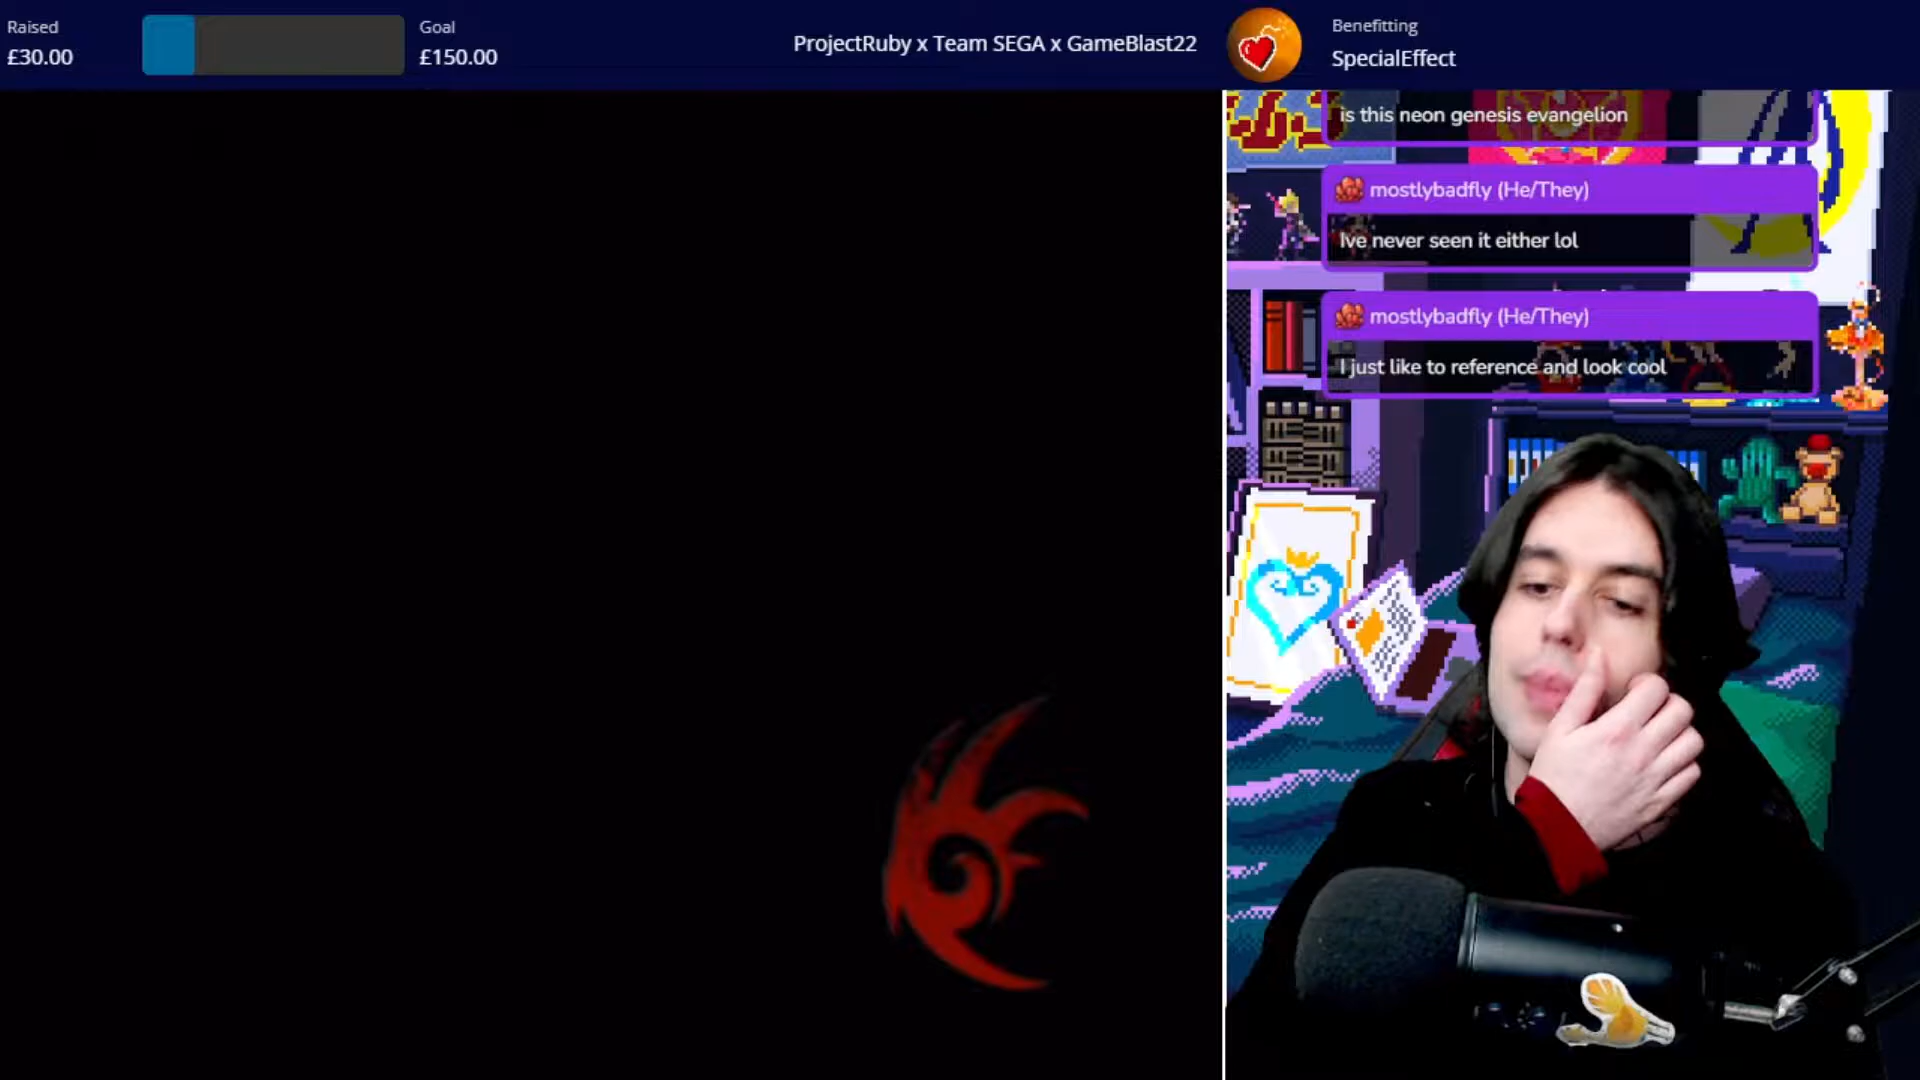 Raised
£30.00
Goal
£150.00
ProjectRuby x Team SEGA x GameBlast22
Benefitting
SpecialEffect
is this neon genesis evangelion
mostlybadfly (He/They)
Ive never seen it either lol
mostlybadfly (He/They)
I just like to reference and look cool